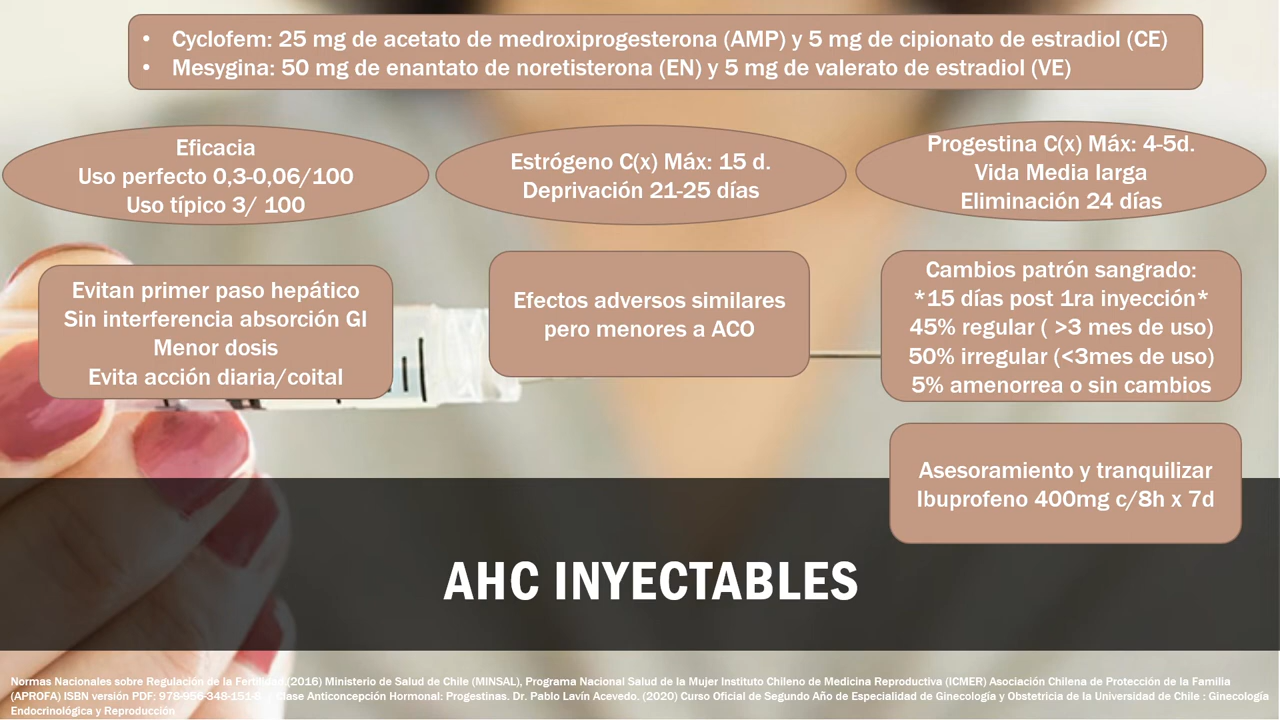 • Cyclofem: 25 mg de acetato de medroxiprogesterona (AMP) y 5 mg de cipionato de estradiol (CE)
• Mesygina: 50 mg de enantato de noretisterona (EN) y 5 mg de valerato de estradiol (VE)
Eficacia
Uso perfecto 0,3-0,06/100
Uso típico 3/ 100
Estrógeno C(x) Máx: 15 d.
Deprivación 21-25 días
Progestina C(x) Máx: 4-5d.
Vida Media larga
Eliminación 24 días
Evitan primer paso hepático
Sin interferencia absorción GI
Menor dosis
Evita acción diaria/coital
Efectos adversos similares
pero menores a ACO
Cambios patrón sangrado:
*15 días post 1ra inyección*
45% regular ( >3 mes de uso)
50% irregular (<3mes de uso)
5% amenorrea o sin cambios
Asesoramiento y tranquilizar
Ibuprofeno 400mg c/8h x 7d
AHC INYECTABLES
Normas Nacionales sobre Regulación de la Fertilidad (2016) Ministerio de Salud de Chile (MINSAL), Programa Nacional Salud de la Mujer Instituto Chileno de Medicina Reproductiva (ICMER) Asociación Chilena de Protección de la Familia
(APROFA) ISBN versión PDF: 978-956-348-151-8. Clase Anticoncepción Hormonal: Progestinas. Dr. Pablo Lavín Acevedo. (2020) Curso Oficial de Segundo Año de Especialidad de Ginecología y Obstetricia de la Universidad de Chile : Ginecología
Endocrinológica y Reproducción